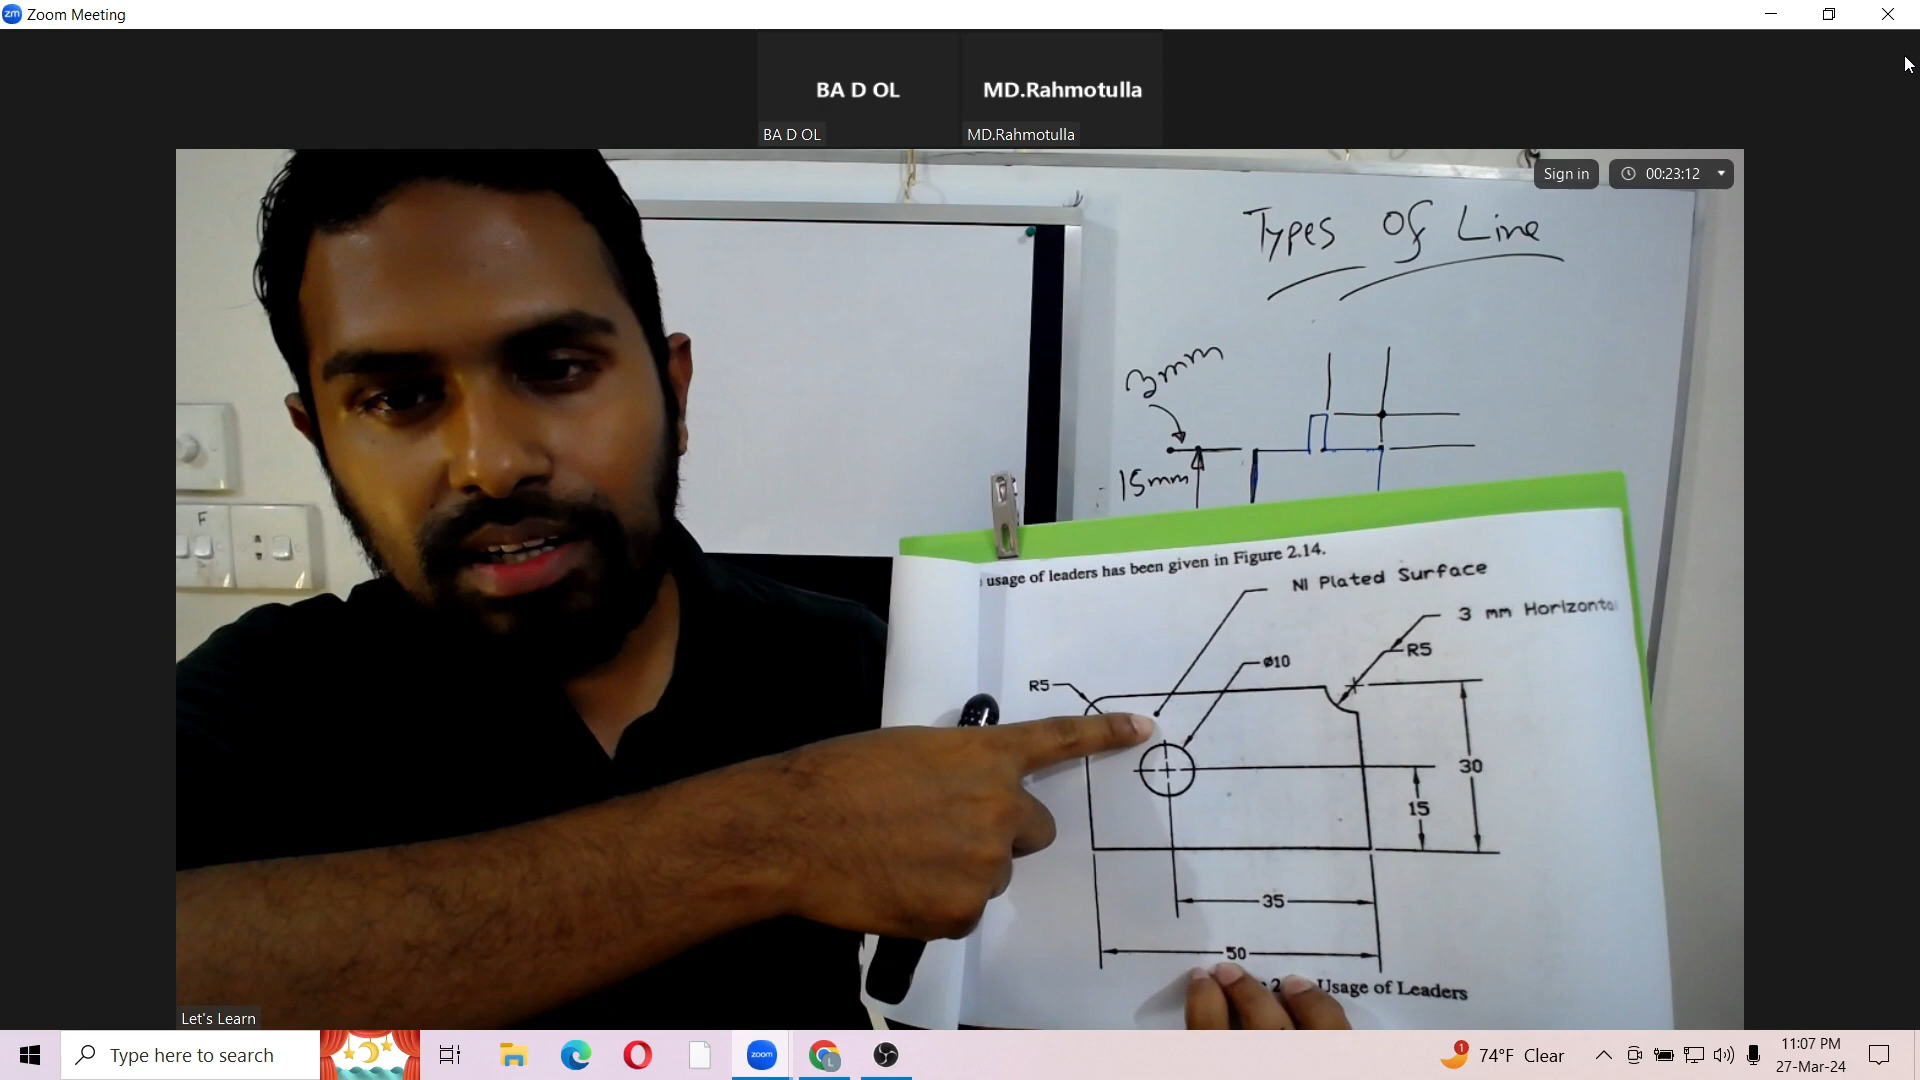 Zoom Meeting
BA D OL
MD.Rahmotulla
BA D OL
MD.Rahmotulla
Sign in
00:23:12
Types Of Line
3mm
15mm
F
usage of leaders has been given in Figure 2.14.
NI Plated Surface
3 mm Horizonta
R5
Ø10
R5
30
15
35
50
2
Usage of Leaders
Let's Learn
Type here to search
zoom
L
1
74°F Clear
11:07 PM
27-Mar-24